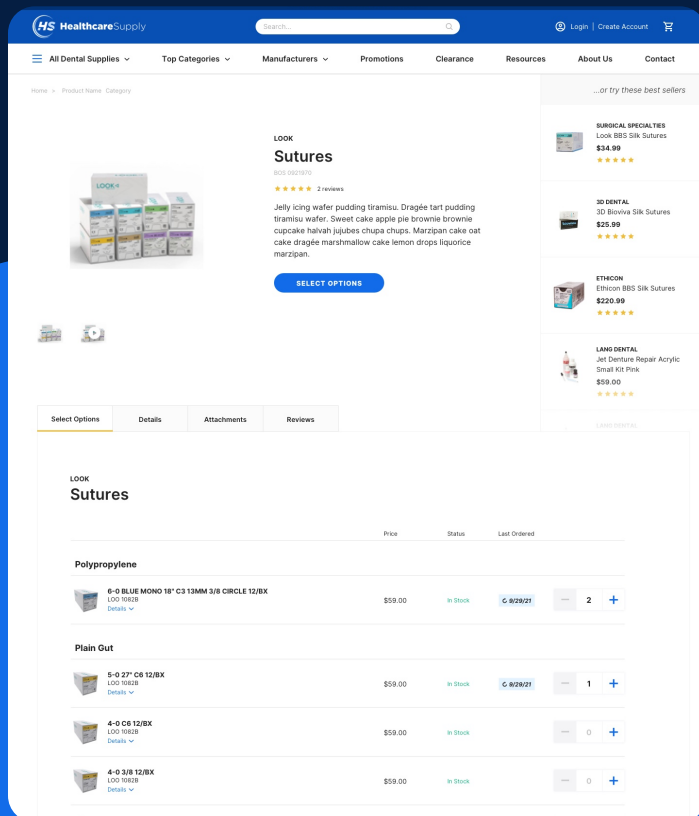 HS HealthcareSupply
Search...
Login | Create Account
All Dental Supplies
Top Categories
Manufacturers
Promotions
Clearance
Resources
About Us
Contact
Home > Product Name Category
...or try these best sellers
LOOK
Sutures
BOS 0921970
2 reviews
Jelly icing wafer pudding tiramisu. Dragée tart pudding
tiramisu wafer. Sweet cake apple pie brownie brownie
cupcake halvah jujubes chupa chups. Marzipan cake oat
cake dragée marshmallow cake lemon drops liquorice
marzipan.
SELECT OPTIONS
LOOK
SURGICAL SPECIALTIES
Look BBS Silk Sutures
$34.99
3D DENTAL
3D Bioviva Silk Sutures
$25.99
ETHICON
Ethicon BBS Silk Sutures
$220.99
LANG DENTAL
Jet Denture Repair Acrylic
Small Kit Pink
$59.00
LANG DENTAL
Select Options
Details
Attachments
Reviews
LOOK
Sutures
Price
Status
Last Ordered
Polypropylene
6-0 BLUE MONO 18" C3 13MM 3/8 CIRCLE 12/BX
LOO 1082B
Details
$59.00
In Stock
9/29/21
2
Plain Gut
5-0 27" C6 12/BX
LOO 1082B
Details
$59.00
In Stock
9/29/21
1
4-0 C6 12/BX
LOO 1082B
Details
$59.00
In Stock
0
4-0 3/8 12/BX
LOO 1082B
Details
$59.00
In Stock
0